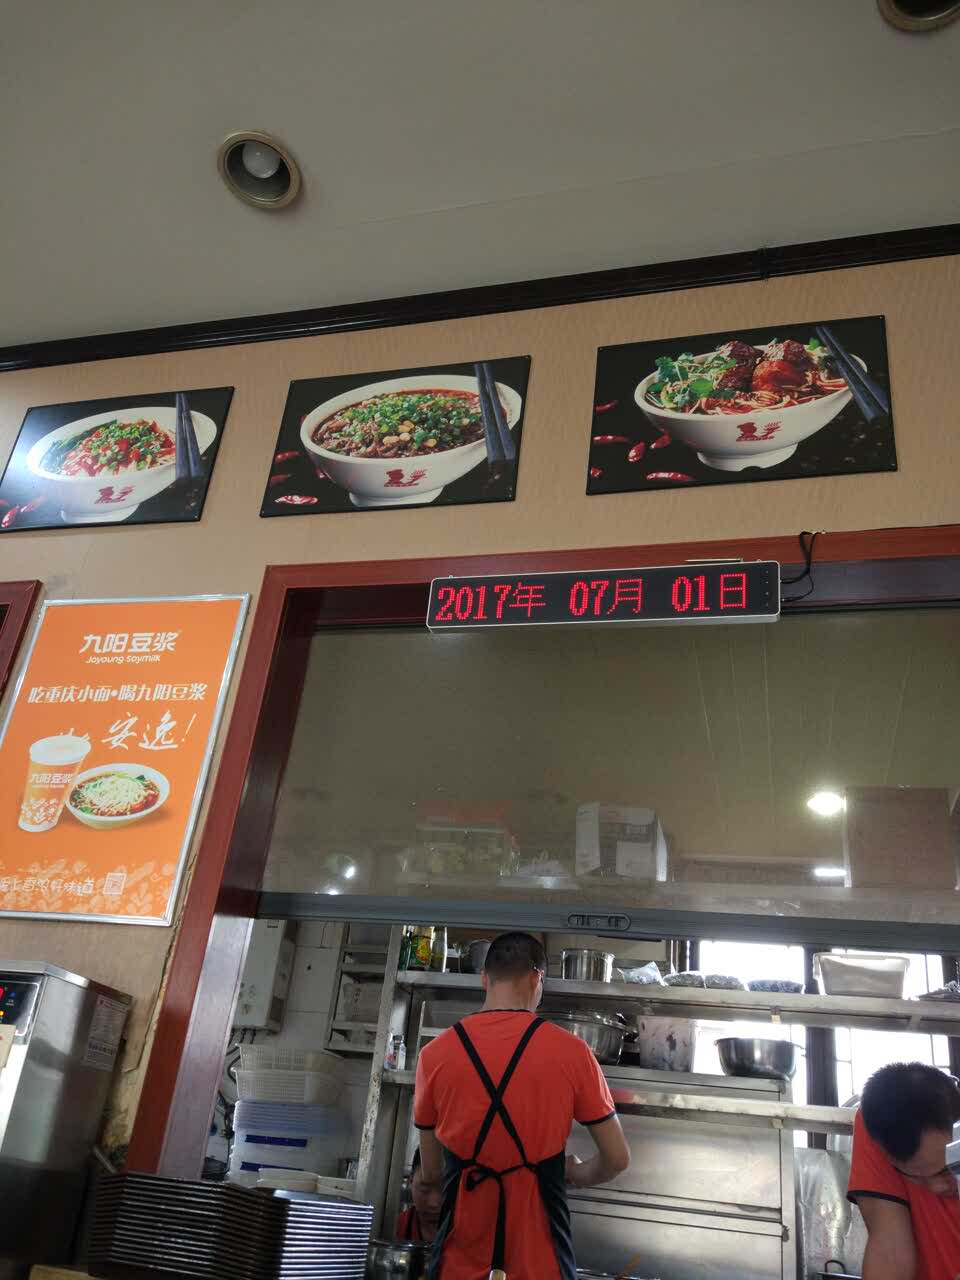 2017年 07月 01日
九阳豆浆
Joyoung Soymilk
吃重庆小面•喝九阳豆浆
安逸!
九阳豆浆